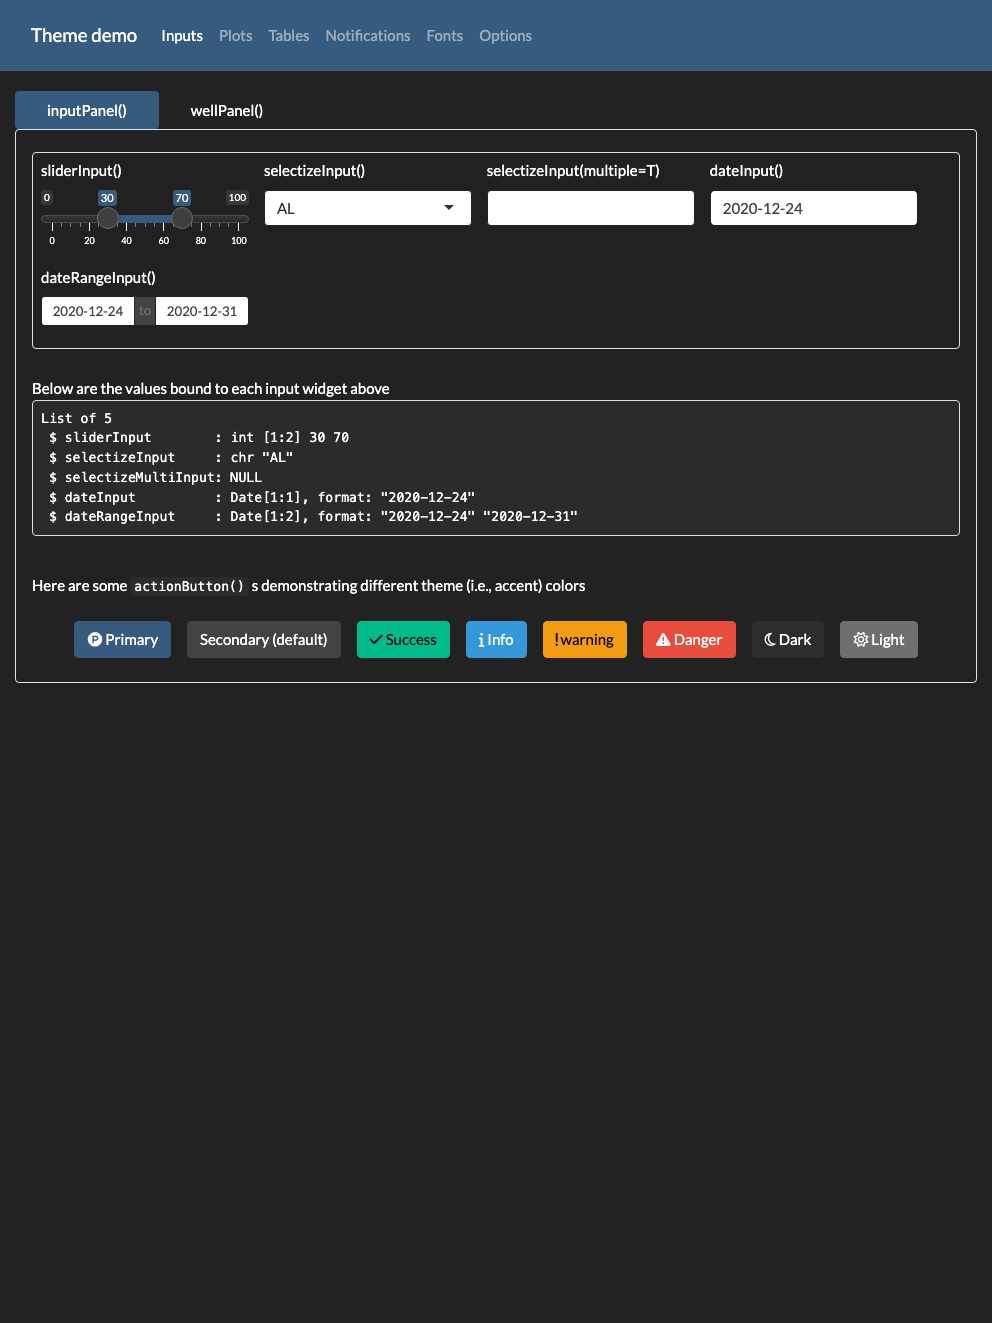 Theme demo Inputs Plots Tables Notifications Fonts Options
inputPanel() wellPanel()
sliderInput() selectizeInput() selectizeInput(multiple=T) dateInput()
0 30 70 100
AL 2020-12-24
0 20 40 60 80 100
dateRangeInput()
2020-12-24 to 2020-12-31
Below are the values bound to each input widget above
List of 5
$ sliderInput : int [1:2] 30 70
$ selectizeInput : chr "AL"
$ selectizeMultiInput: NULL
$ dateInput : Date[1:1], format: "2020-12-24"
$ dateRangeInput : Date[1:2], format: "2020-12-24" "2020-12-31"
Here are some actionButton() s demonstrating different theme (i.e., accent) colors
Primary Secondary (default) Success Info warning Danger Dark Light